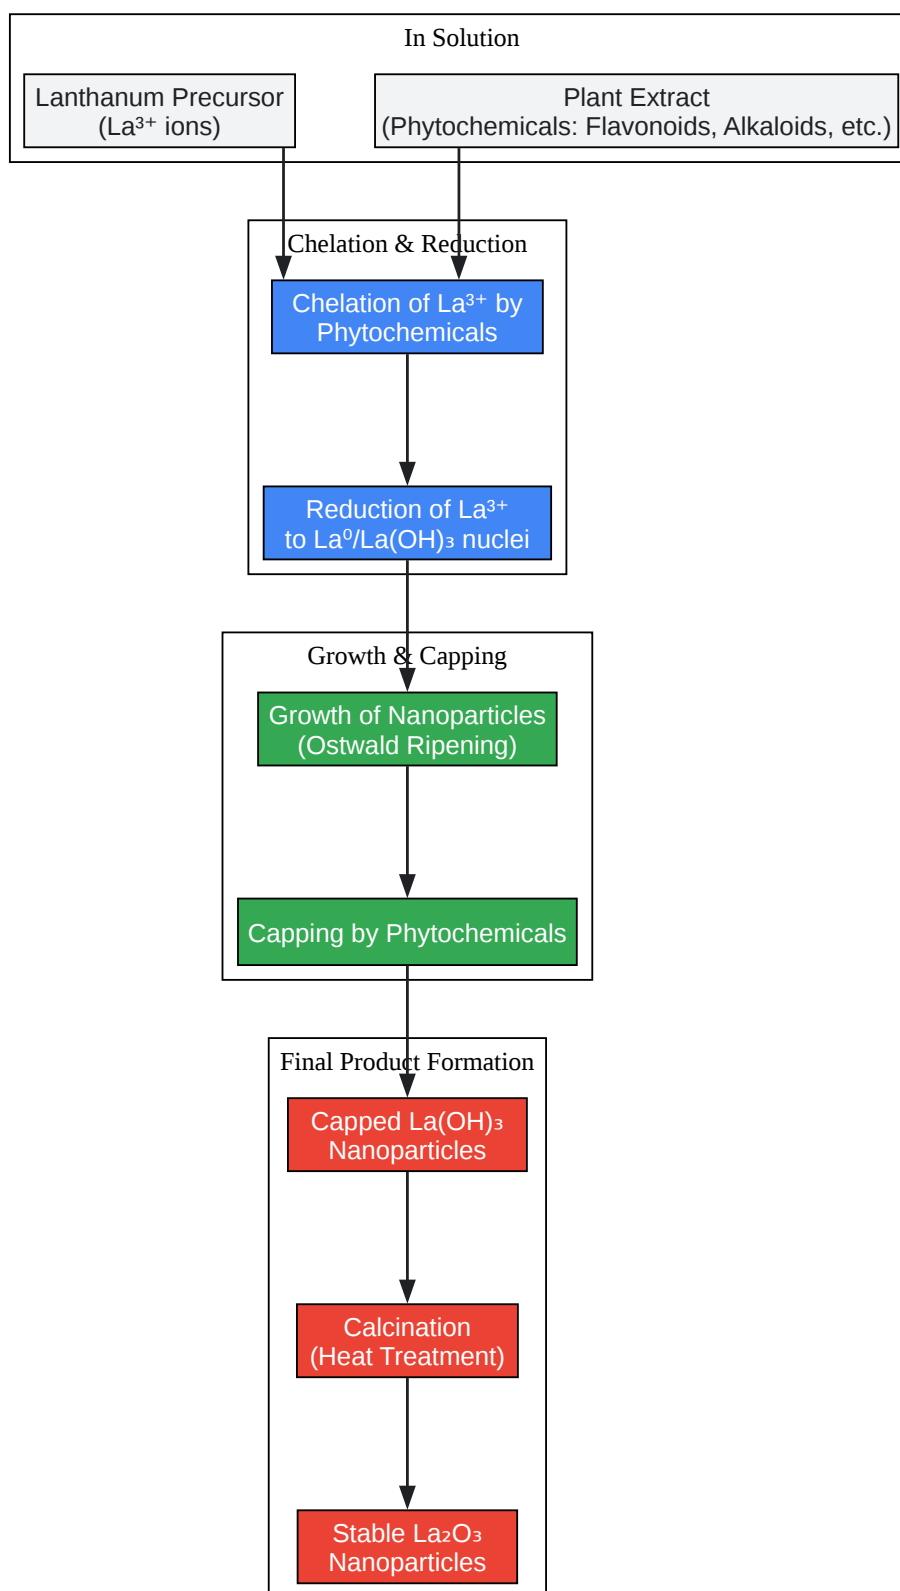 In Solution
Lanthanum Precursor
(La³⁺ ions)
Plant Extract
(Phytochemicals: Flavonoids, Alkaloids, etc.)
Chelation & Reduction
Chelation of La³⁺ by
Phytochemicals
Reduction of La³⁺
to La⁰/La(OH)₃ nuclei
Growth & Capping
Growth of Nanoparticles
(Ostwald Ripening)
Capping by Phytochemicals
Final Product Formation
Capped La(OH)₃
Nanoparticles
Calcination
(Heat Treatment)
Stable La₂O₃
Nanoparticles